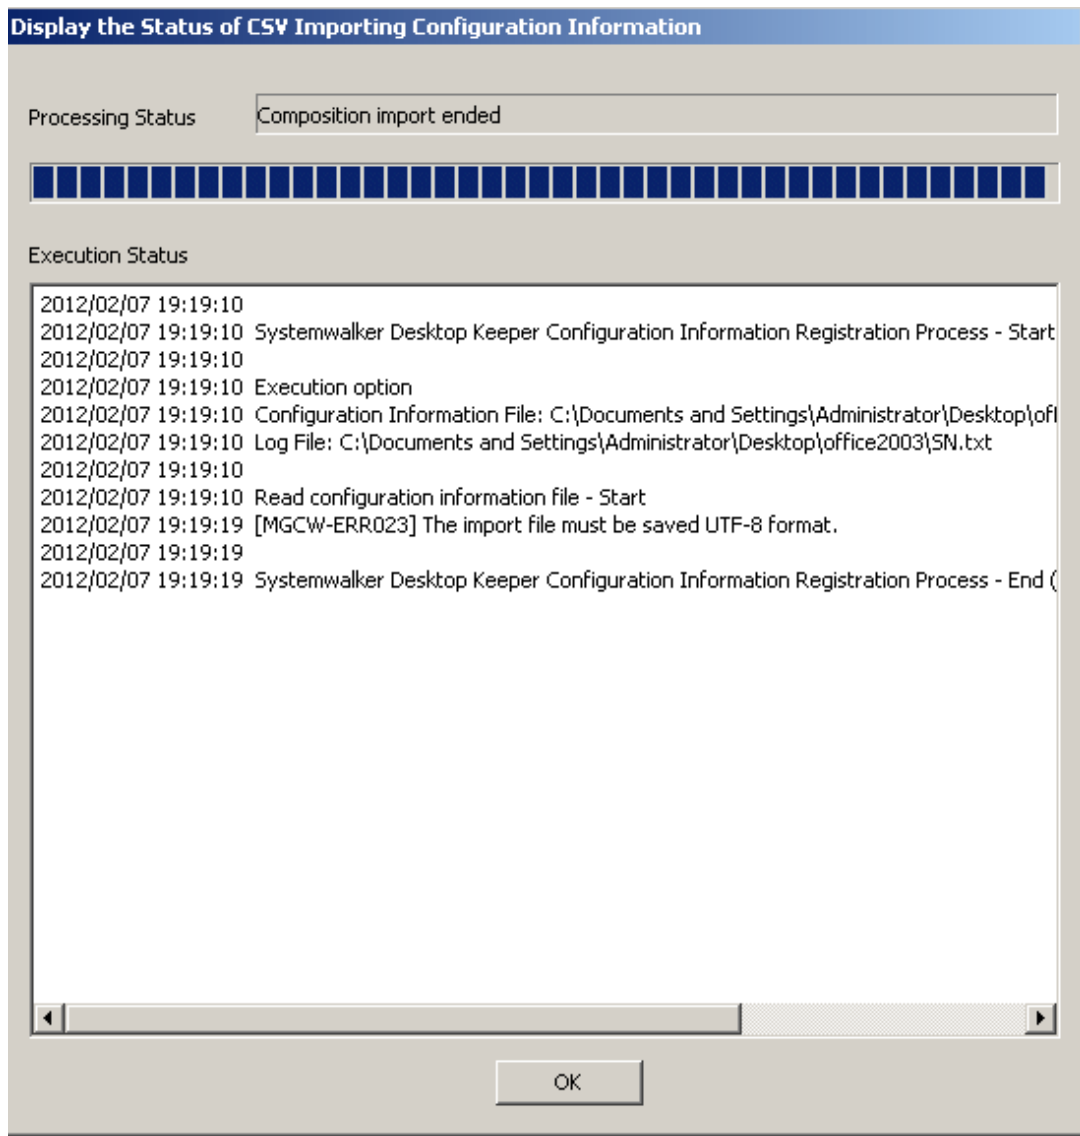 Display the Status of CSV Importing Configuration Information
Processing Status
Composition import ended
Execution Status
2012/02/07 19:19:10
2012/02/07 19:19:10 Systemwalker Desktop Keeper Configuration Information Registration Process - Start
2012/02/07 19:19:10
2012/02/07 19:19:10 Execution option
2012/02/07 19:19:10 Configuration Information File: C:\Documents and Settings\Administrator\Desktop\of
2012/02/07 19:19:10 Log File: C:\Documents and Settings\Administrator\Desktop\office2003\SN.txt
2012/02/07 19:19:10
2012/02/07 19:19:10 Read configuration information file - Start
2012/02/07 19:19:19 [MGCW-ERR023] The import file must be saved UTF-8 format.
2012/02/07 19:19:19
2012/02/07 19:19:19 Systemwalker Desktop Keeper Configuration Information Registration Process - End (
OK